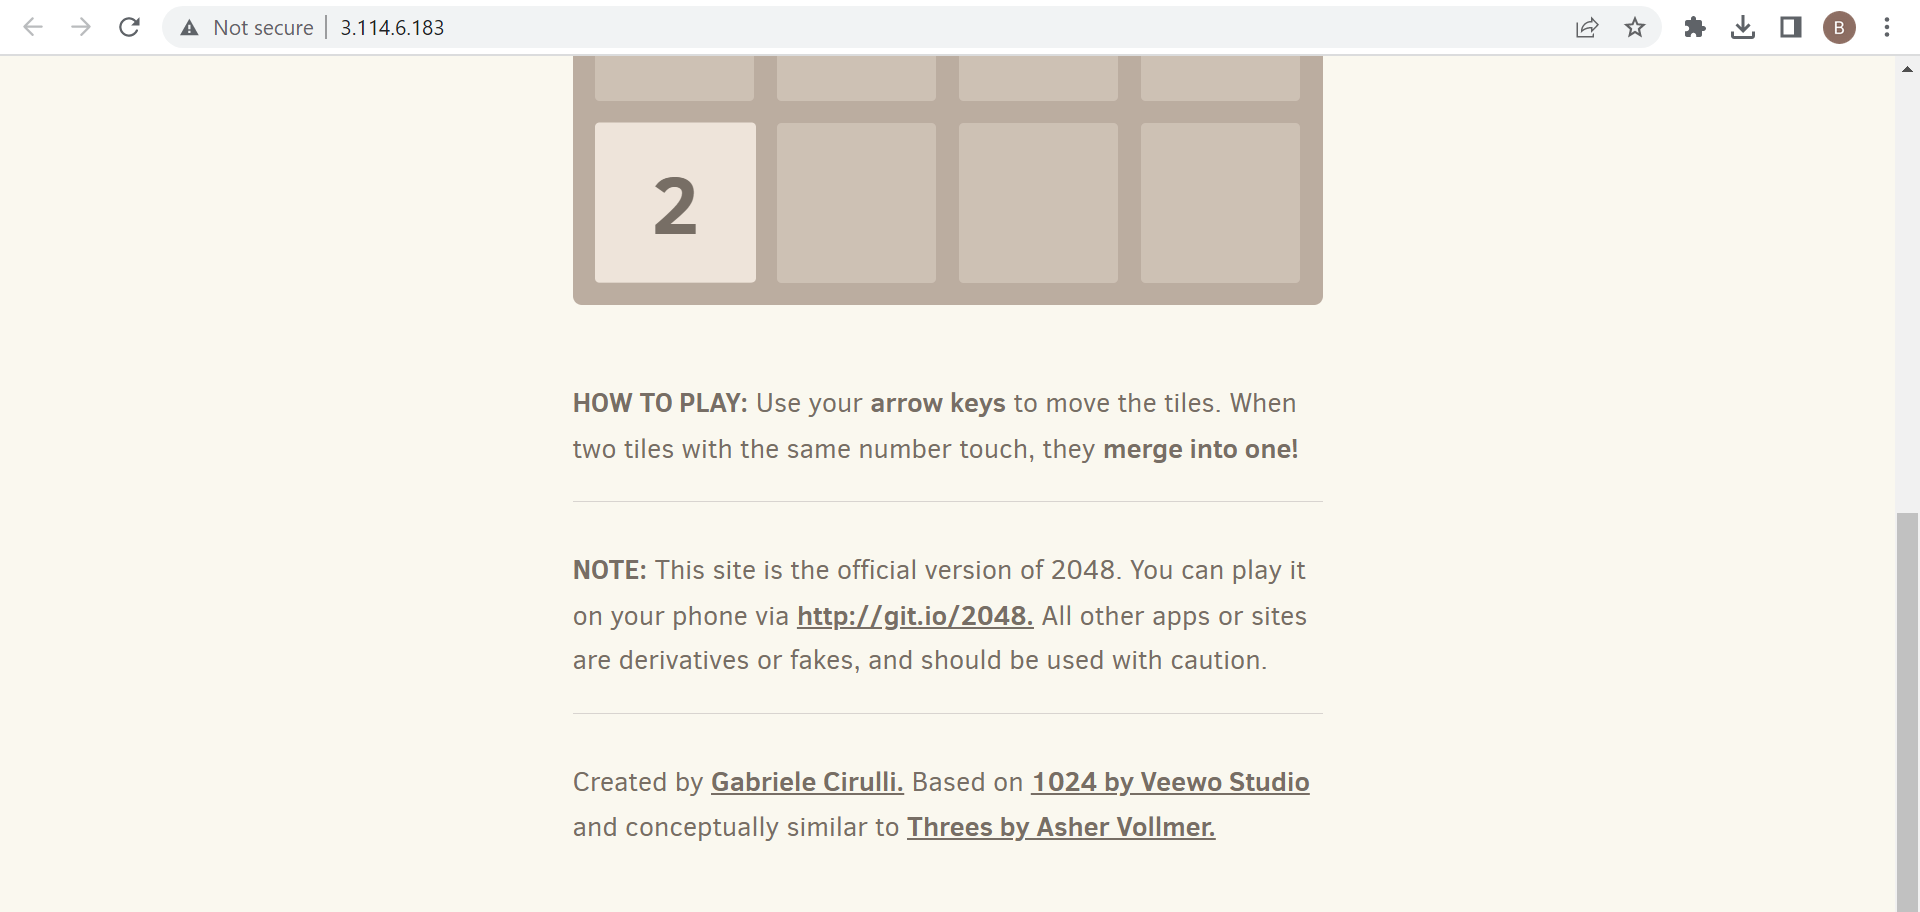 Not secure | 3.114.6.183
B
2
HOW TO PLAY: Use your arrow keys to move the tiles. When
two tiles with the same number touch, they merge into one!
NOTE: This site is the official version of 2048. You can play it
on your phone via http://git.io/2048. All other apps or sites
are derivatives or fakes, and should be used with caution.
Created by Gabriele Cirulli. Based on 1024 by Veewo Studio
and conceptually similar to Threes by Asher Vollmer.